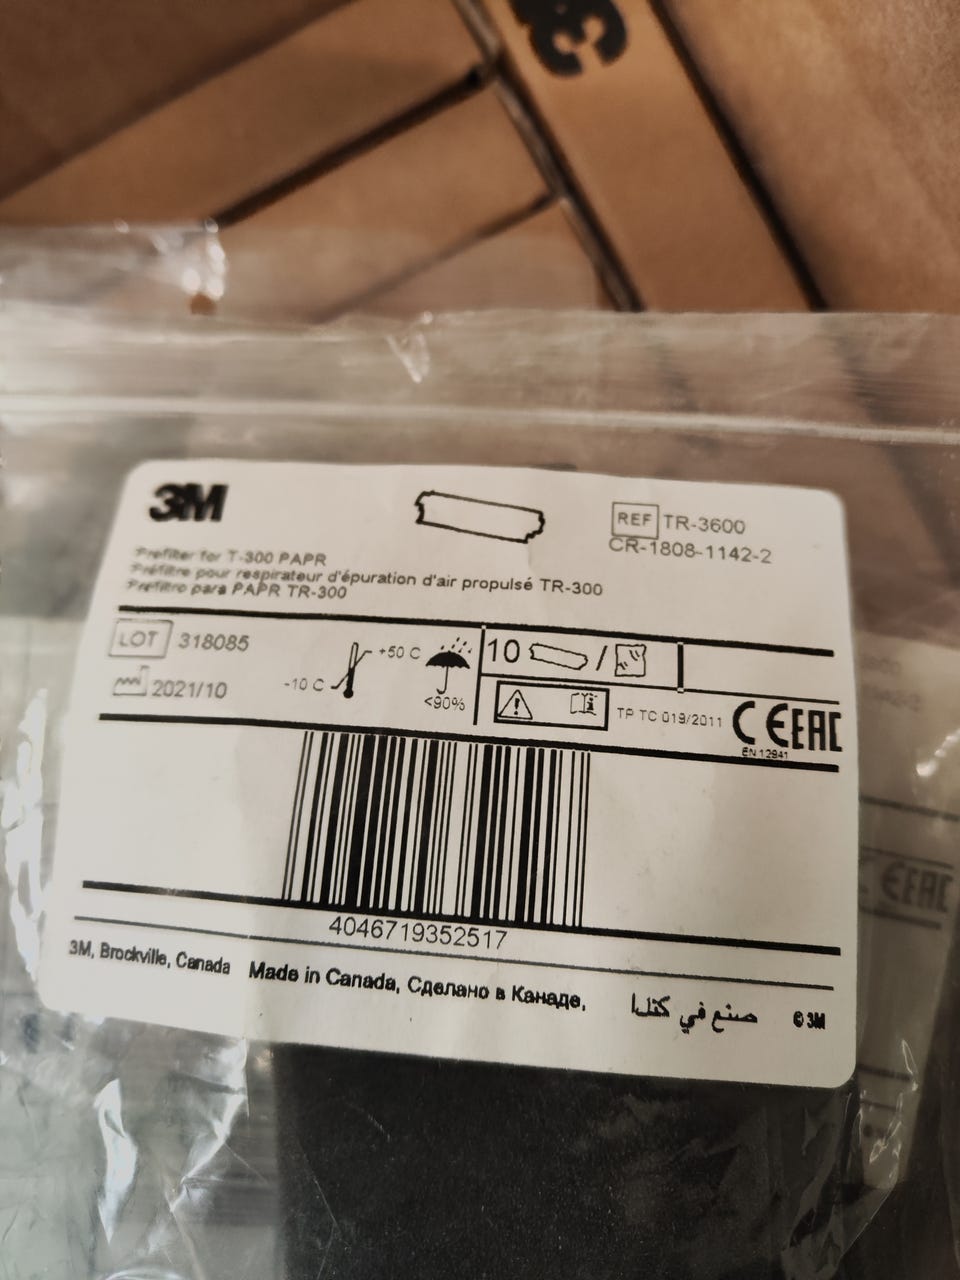 3M
3M
REF TR-3600
CR-1808-1142-2
Prefilter for T-300 PAPR
Préfiltre pour respirateur d'épuration d'air propulsé TR-300
Prefiltro para PAPR TR-300
LOT 318085
2021/10
-10 C
+50 C
<90%
10 /
TP TC 019/2011
CE EAC
EN 12941
4046719352517
3M, Brockville, Canada Made in Canada, Сделано в Канаде, صنع في كندا © 3M
EAC